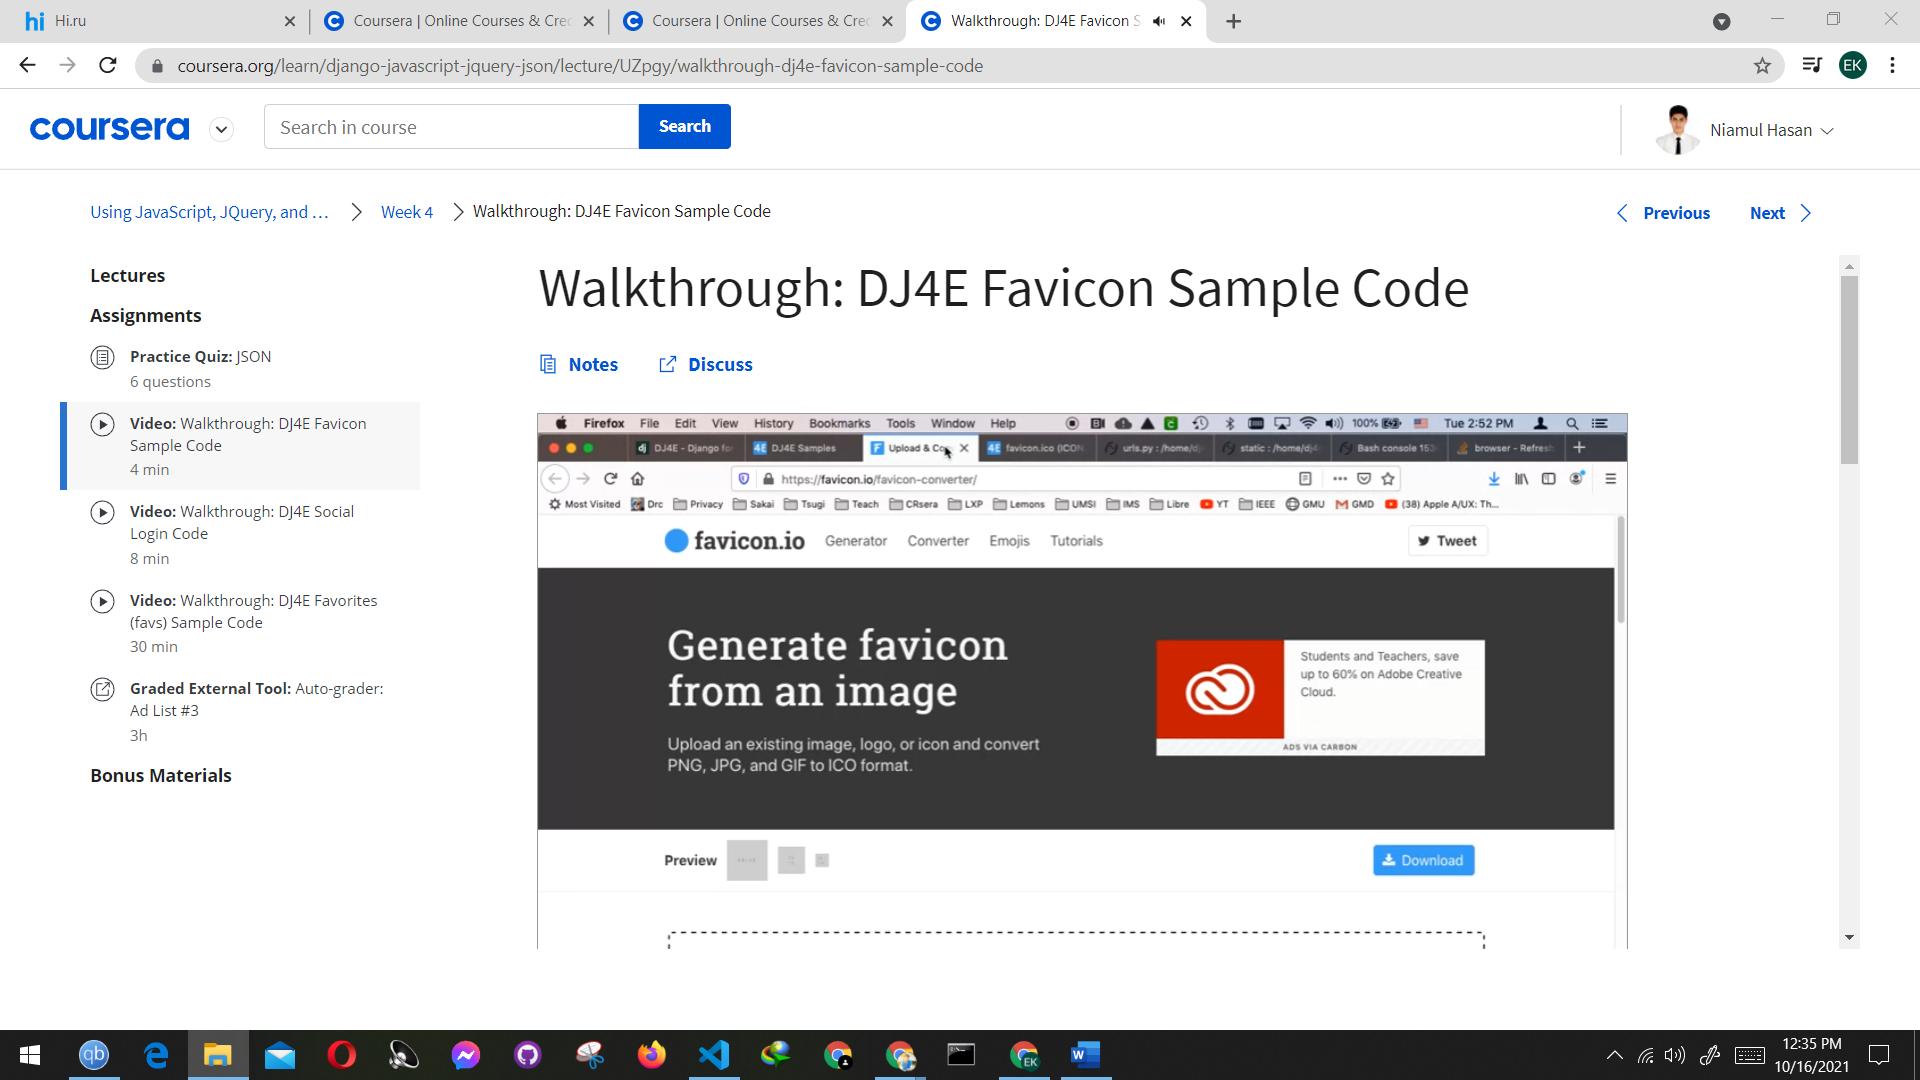 Hi.ru
Coursera | Online Courses & Cre
Coursera | Online Courses & Cre
Walkthrough: DJ4E Favicon S
coursera.org/learn/django-javascript-jquery-json/lecture/UZpgy/walkthrough-dj4e-favicon-sample-code
EK
coursera
Search in course
Search
Niamul Hasan
Using JavaScript, JQuery, and ...
Week 4
Walkthrough: DJ4E Favicon Sample Code
Previous
Next
Lectures
Assignments
Practice Quiz: JSON
6 questions
Video: Walkthrough: DJ4E Favicon
Sample Code
4 min
Video: Walkthrough: DJ4E Social
Login Code
8 min
Video: Walkthrough: DJ4E Favorites
(favs) Sample Code
30 min
Graded External Tool: Auto-grader:
Ad List #3
3h
Bonus Materials
Walkthrough: DJ4E Favicon Sample Code
Notes
Discuss
Firefox File Edit View History Bookmarks Tools Window Help 100% Tue 2:52 PM
DJ4E - Django for
DJ4E Samples
Upload & Co
favicon.ico (ICON
urls.py : /home/dj
static : /home/dj4
Bash console 153
browser - Refresh
https://favicon.io/favicon-converter/
Most Visited Drc Privacy Sakai Tsugi Teach CRsera LXP Lemons UMSI IMS Libre YT IEEE GMU GMD (38) Apple A/UX: Th...
favicon.io
Generator Converter Emojis Tutorials
Tweet
Generate favicon
from an image
Upload an existing image, logo, or icon and convert
PNG, JPG, and GIF to ICO format.
Students and Teachers, save
up to 60% on Adobe Creative
Cloud.
ADS VIA CARBON
Preview
Download
12:35 PM
10/16/2021